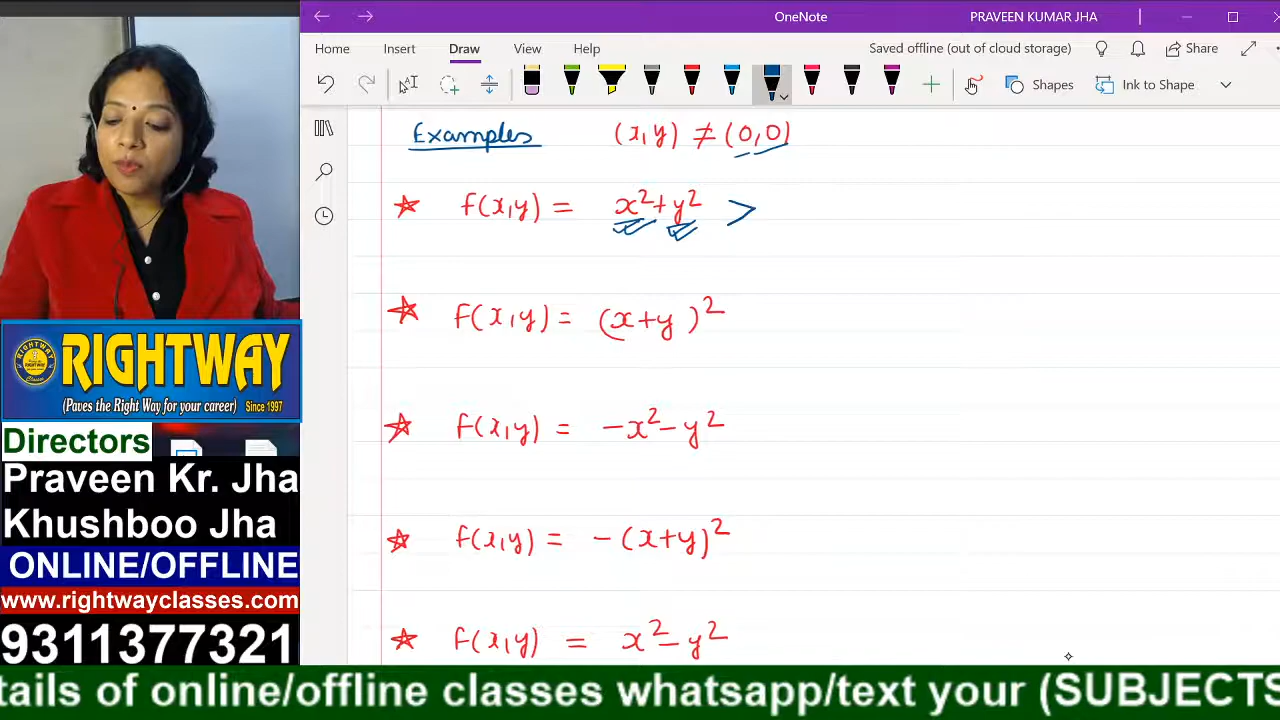 OneNote
PRAVEEN KUMAR JHA
Home Insert Draw View Help
Saved offline (out of cloud storage)
Share
Shapes
Ink to Shape
Examples (x,y) ≠ (0,0)
☆ f(x,y) = x²+y² >
☆ f(x,y) = (x+y)²
☆ f(x,y) = -x²-y²
☆ f(x,y) = -(x+y)²
☆ f(x,y) = x²-y²
RIGHTWAY
(Paves the Right Way for your career) Since 1997
Directors
Praveen Kr. Jha
Khushboo Jha
ONLINE/OFFLINE
www.rightwayclasses.com
9311377321
tails of online/offline classes whatsapp/text your (SUBJECTS